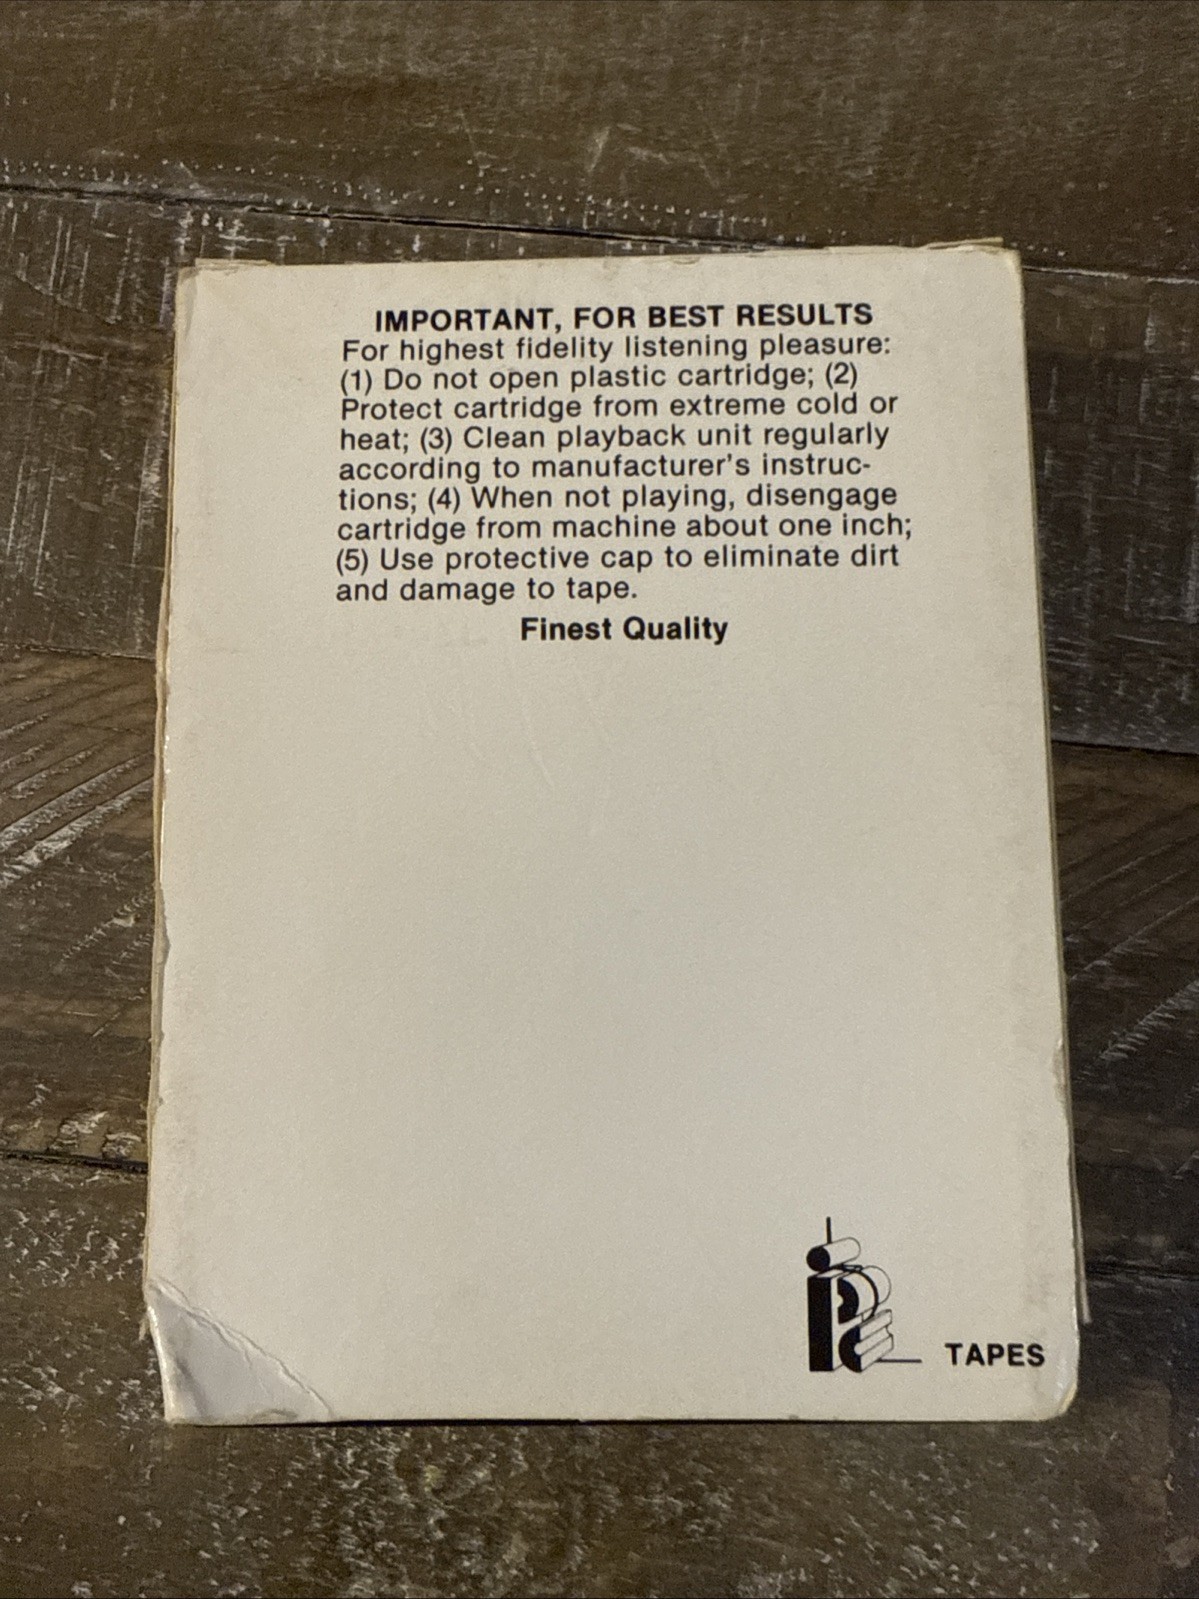 IMPORTANT, FOR BEST RESULTS
For highest fidelity listening pleasure:
(1) Do not open plastic cartridge; (2)
Protect cartridge from extreme cold or
heat; (3) Clean playback unit regularly
according to manufacturer's instruc-
tions; (4) When not playing, disengage
cartridge from machine about one inch;
(5) Use protective cap to eliminate dirt
and damage to tape.
Finest Quality
TAPES